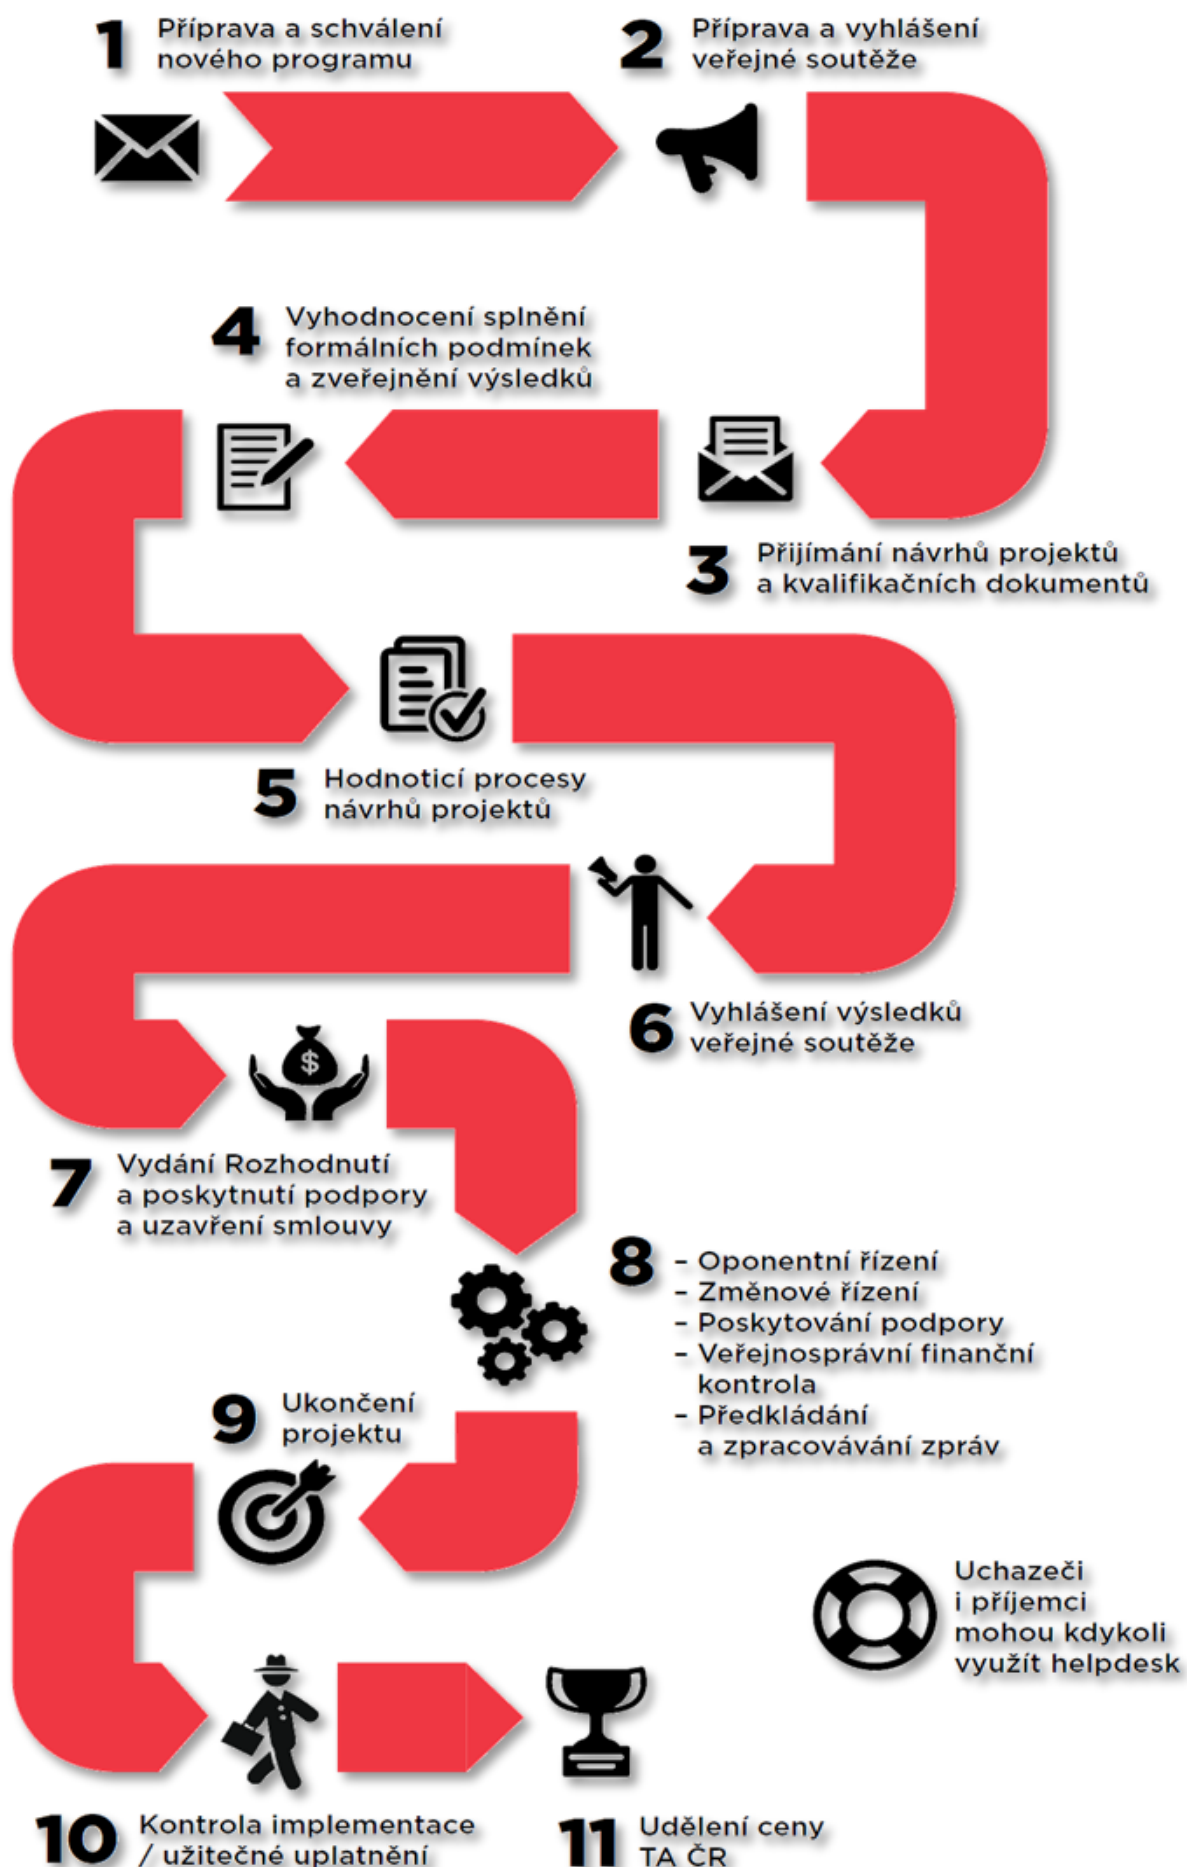 1 Příprava a schválení
nového programu
2 Příprava a vyhlášení
veřejné soutěže
3 Přijímání návrhů projektů
a kvalifikačních dokumentů
4 Vyhodnocení splnění
formálních podmínek
a zveřejnění výsledků
5 Hodnoticí procesy
návrhů projektů
6 Vyhlášení výsledků
veřejné soutěže
$
7 Vydání Rozhodnutí
a poskytnutí podpory
a uzavření smlouvy
8 – Oponentní řízení
– Změnové řízení
– Poskytování podpory
– Veřejnosprávní finanční
kontrola
– Předkládání
a zpracovávání zpráv
9 Ukončení
projektu
Uchazeči
i příjemci
mohou kdykoli
využít helpdesk
10 Kontrola implementace
/ užitečné uplatnění
11 Udělení ceny
TA ČR